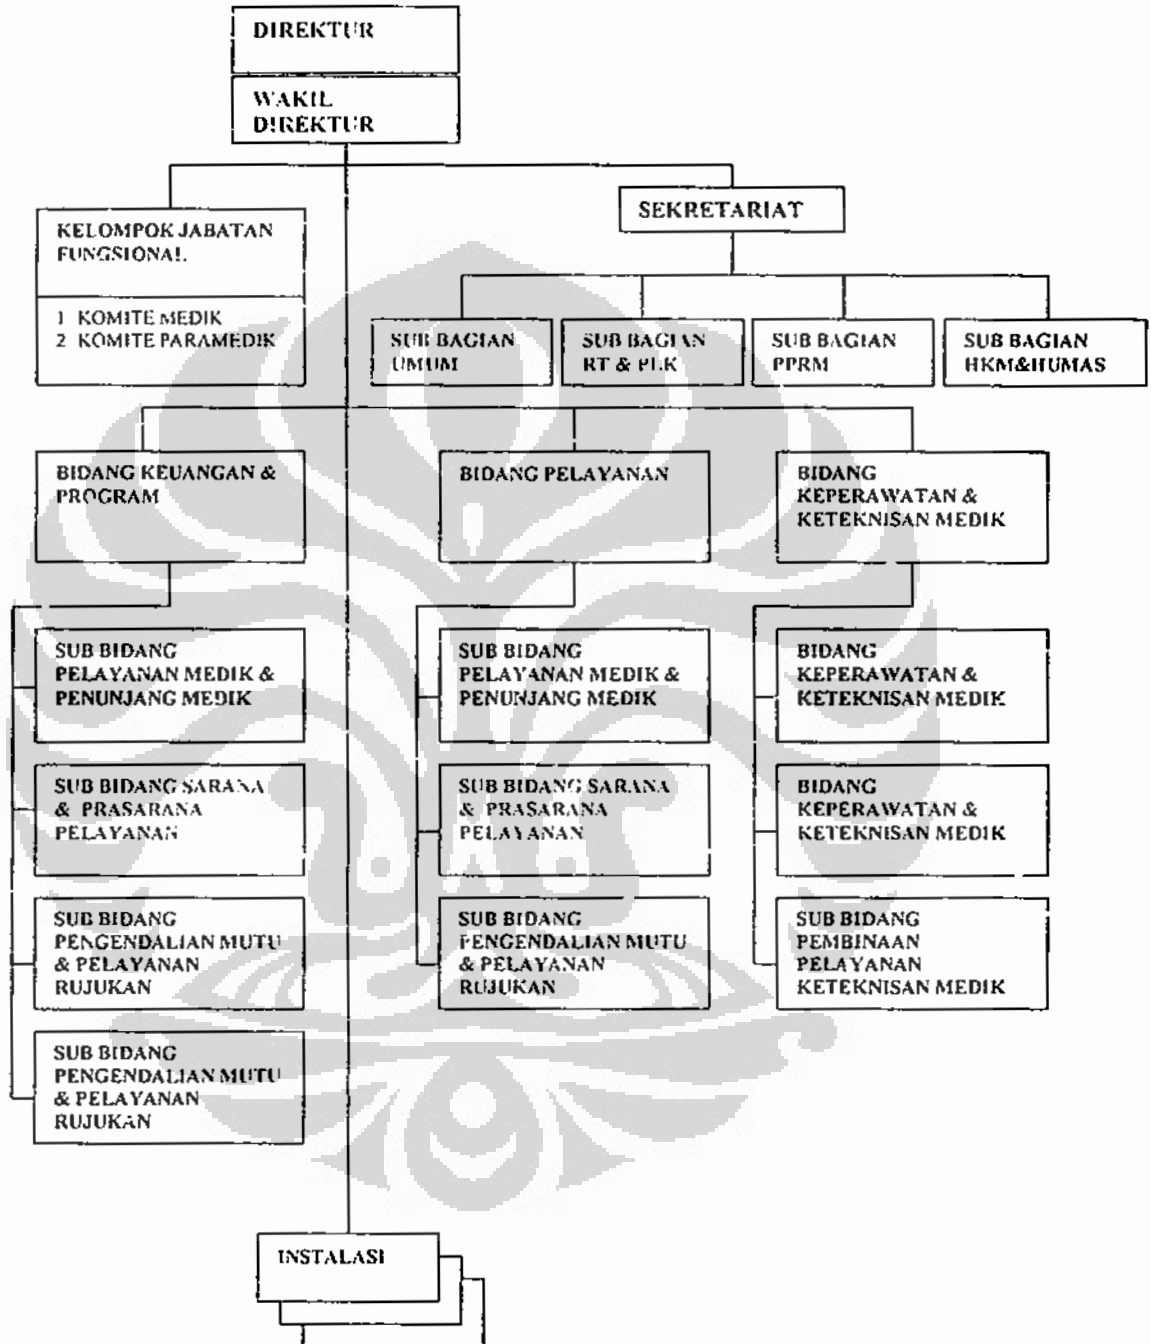 DIREKTUR
WAKIL
DIREKTUR
KELOMPOK JABATAN
FUNGSIONAL
1 KOMITE MEDIK
2 KOMITE PARAMEDIK
SEKRETARIAT
SUB BAGIAN
UMUM
SUB BAGIAN
RT & PLK
SUB BAGIAN
PPRM
SUB BAGIAN
HKM&HUMAS
BIDANG KEUANGAN &
PROGRAM
SUB BIDANG
PELAYANAN MEDIK &
PENUNJANG MEDIK
SUB BIDANG SARANA
& PRASARANA
PELAYANAN
SUB BIDANG
PENGENDALIAN MUTU
& PELAYANAN
RUJUKAN
SUB BIDANG
PENGENDALIAN MUTU
& PELAYANAN
RUJUKAN
BIDANG PELAYANAN
SUB BIDANG
PELAYANAN MEDIK &
PENUNJANG MEDIK
SUB BIDANG SARANA
& PRASARANA
PELAYANAN
SUB BIDANG
PENGENDALIAN MUTU
& PELAYANAN
RUJUKAN
BIDANG
KEPERAWATAN &
KETEKNISAN MEDIK
BIDANG
KEPERAWATAN &
KETEKNISAN MEDIK
BIDANG
KEPERAWATAN &
KETEKNISAN MEDIK
SUB BIDANG
PEMBINAAN
PELAYANAN
KETEKNISAN MEDIK
INSTALASI